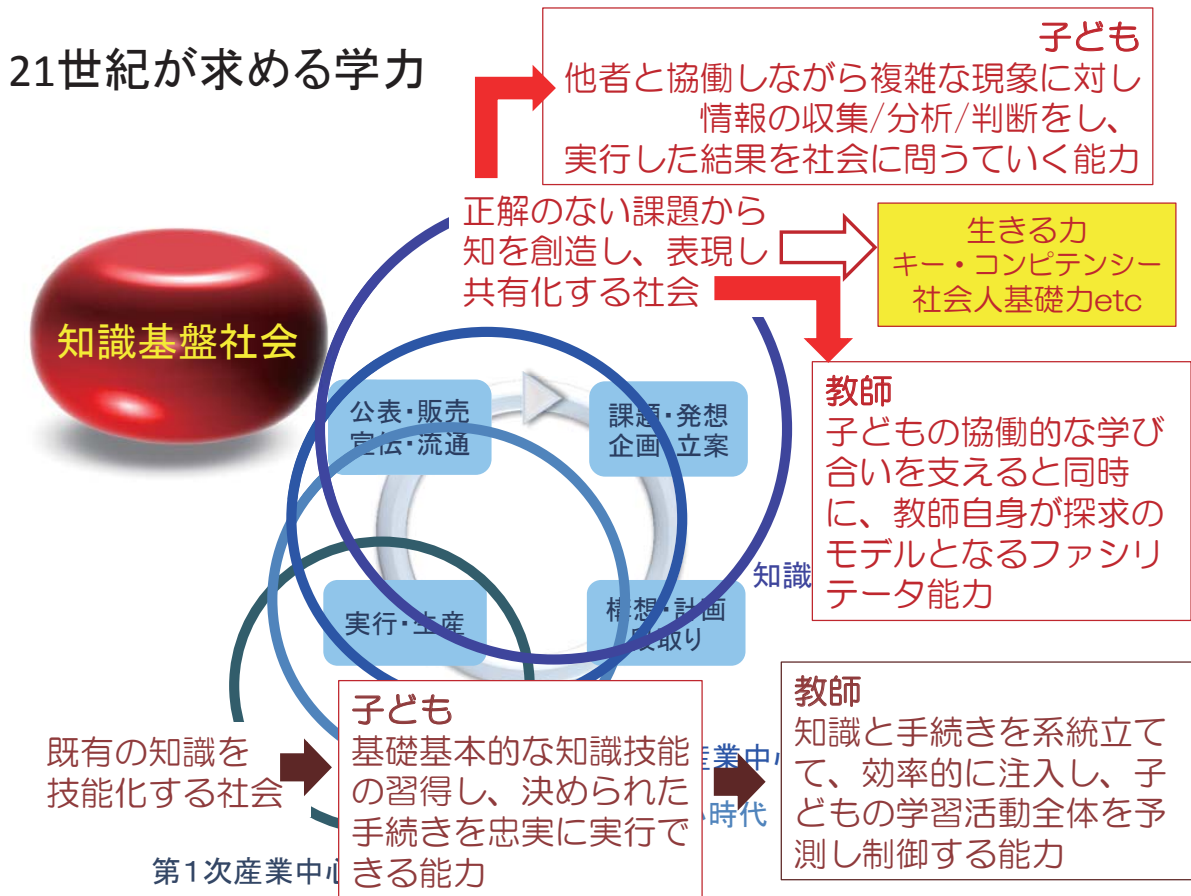 21世紀が求める学力
子ども
他者と協働しながら複雑な現象に対し
情報の収集/分析/判断をし、
実行した結果を社会に問うていく能力
正解のない課題から
知を創造し、表現し
共有化する社会
生きる力
キー・コンピテンシー
社会人基礎力etc
知識基盤社会
公表・販売
宣伝・流通
課題・発想
企画・立案
教師
子どもの協働的な学び
合いを支えると同時
に、教師自身が探求の
モデルとなるファシリ
テータ能力
知識
実行・生産
構想・計画
段取り
既有の知識を
技能化する社会
子ども
基礎基本的な知識技能
の習得し、決められた
手続きを忠実に実行で
きる能力
産業中心
時代
第1次産業中心
教師
知識と手続きを系統立て
て、効率的に注入し、子
どもの学習活動全体を予
測し制御する能力